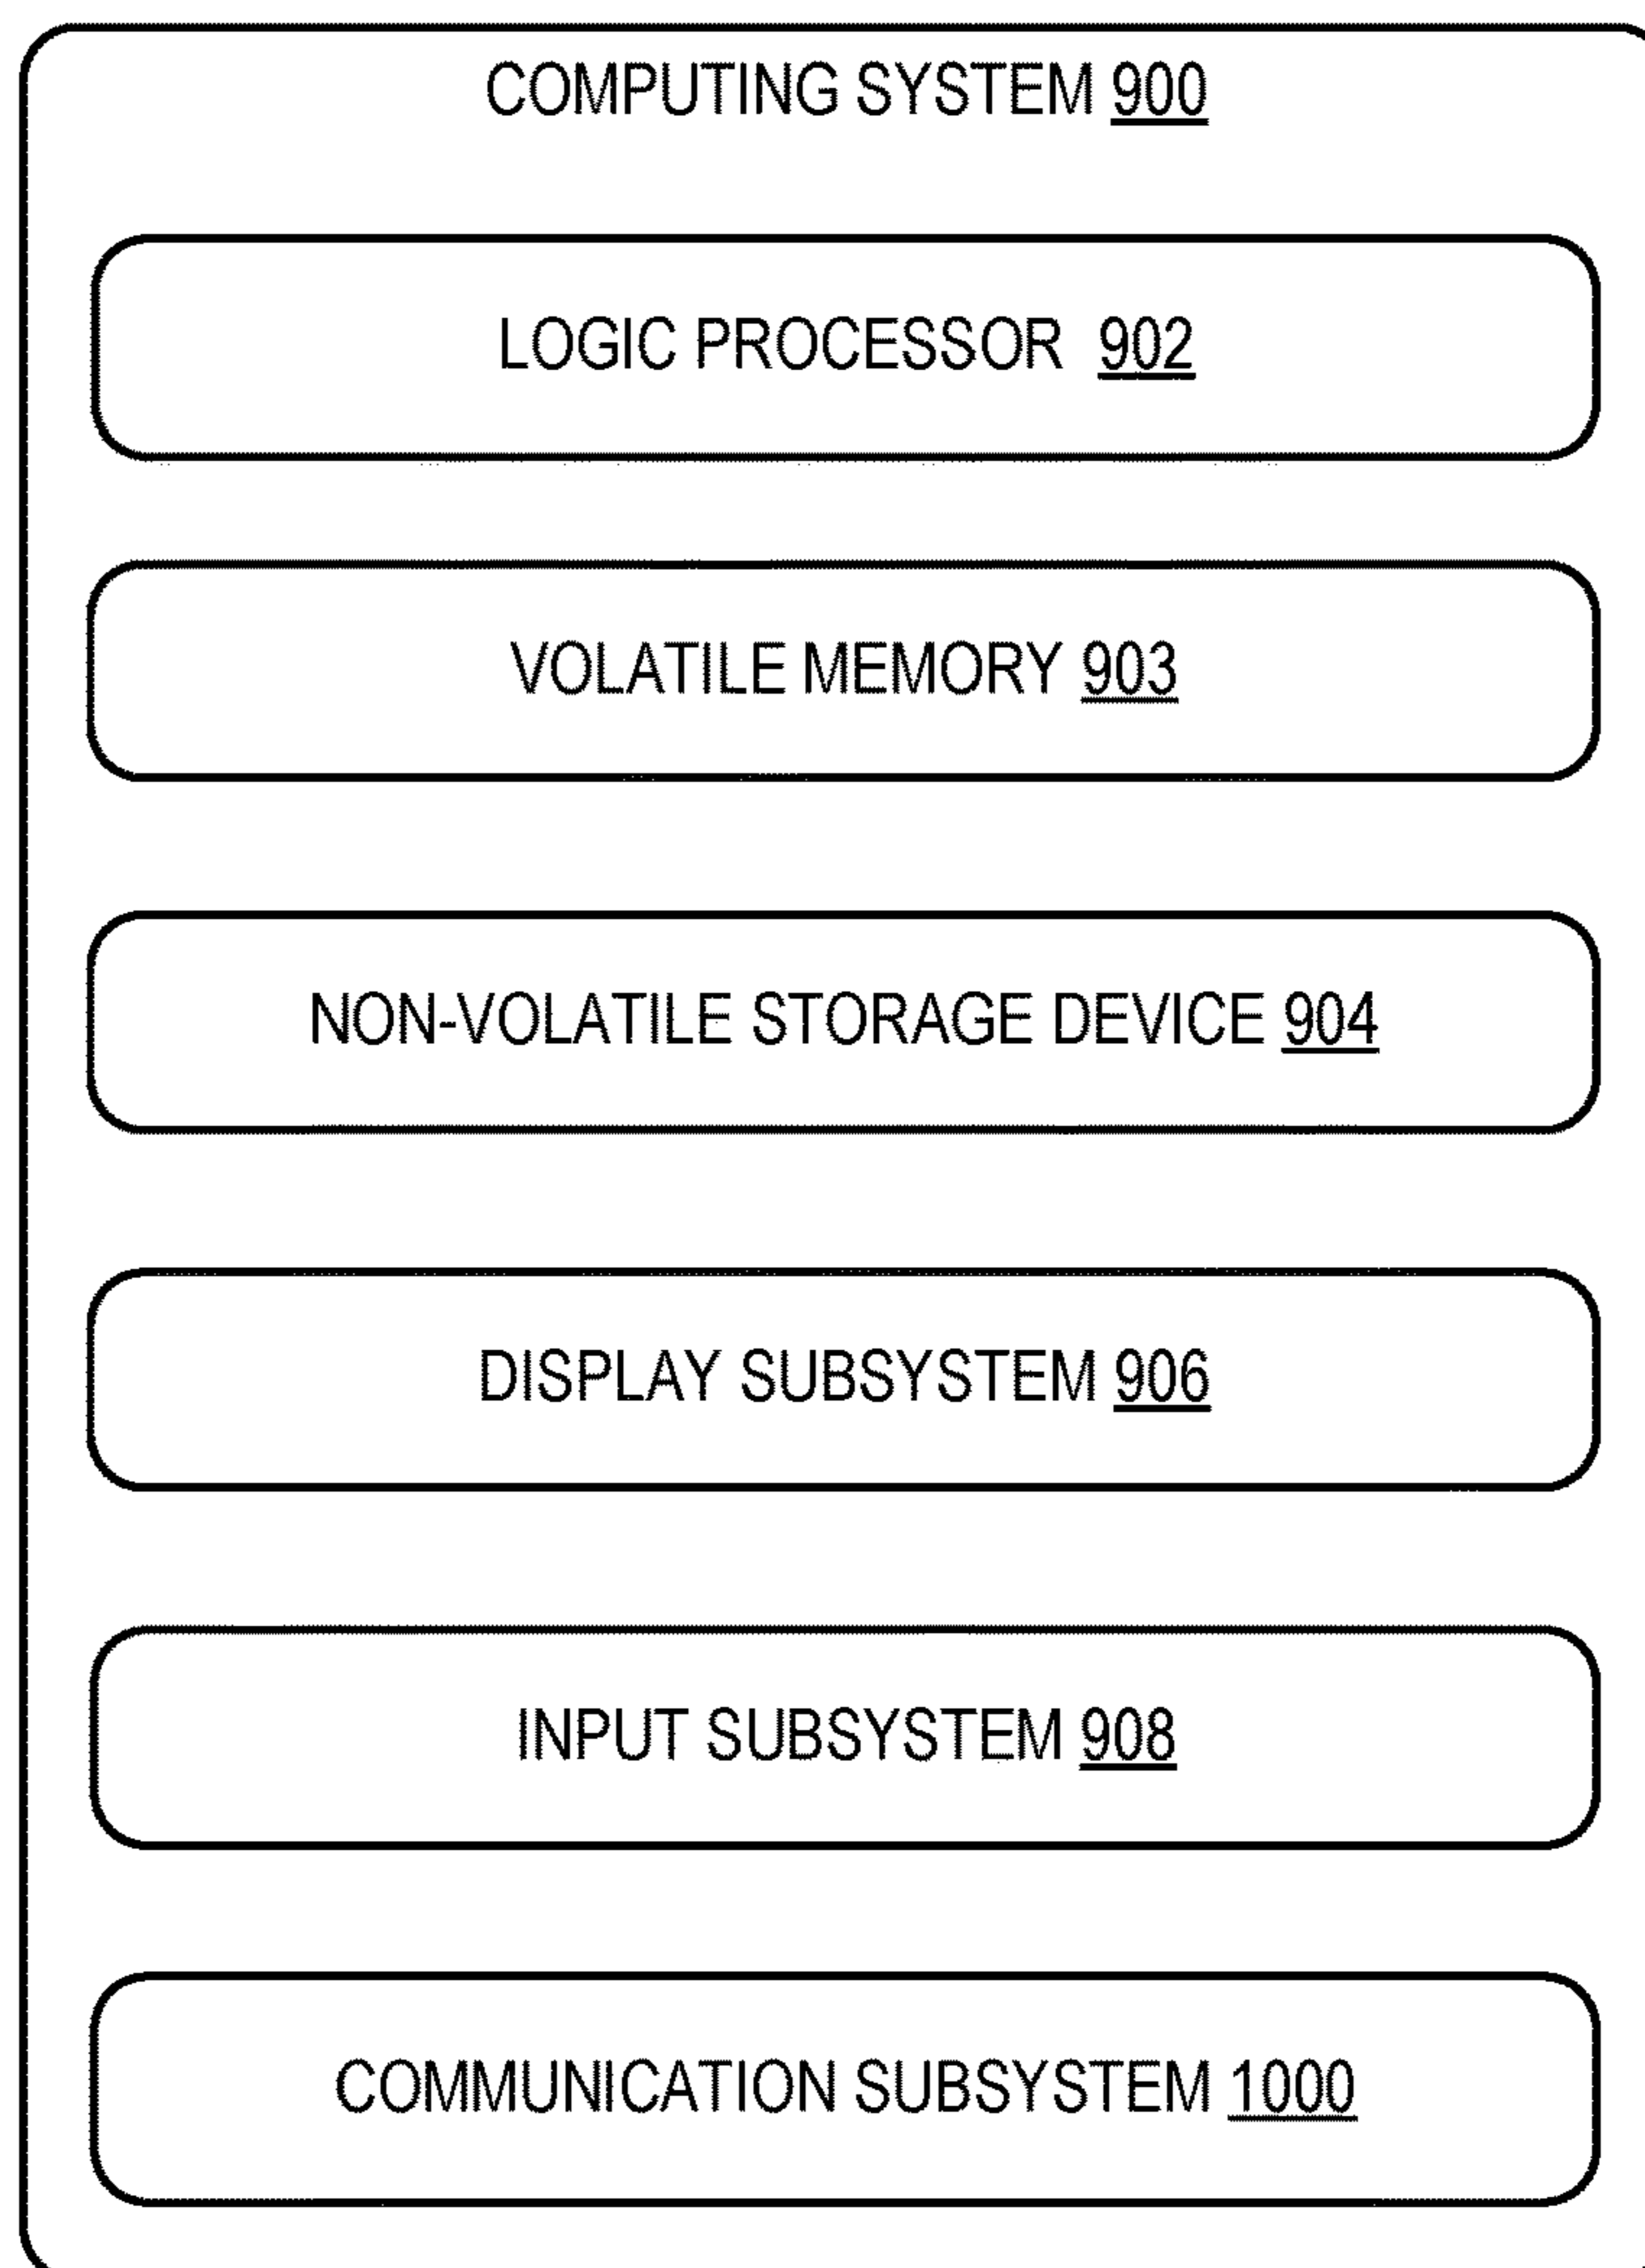 COMPUTING SYSTEM 900
LOGIC PROCESSOR 902
VOLATILE MEMORY 903
NON-VOLATILE STORAGE DEVICE 904
DISPLAY SUBSYSTEM 906
INPUT SUBSYSTEM 908
COMMUNICATION SUBSYSTEM 1000